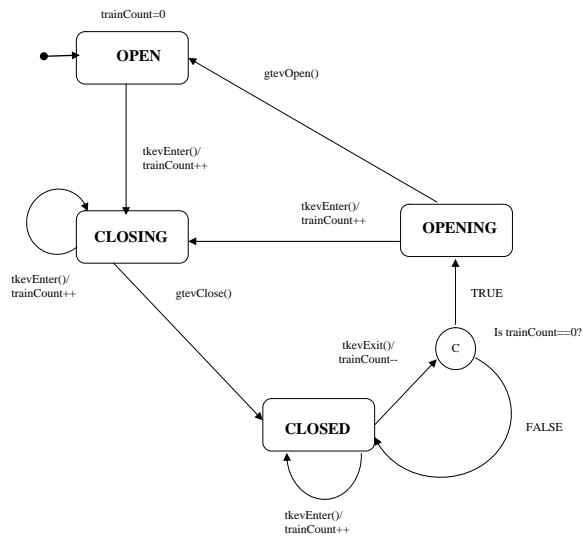 trainCount=0
OPEN
gtevOpen()
tkevEnter()/
trainCount++
tkevEnter()/
trainCount++
OPENING
CLOSING
tkevEnter()/
trainCount++
gtevClose()
TRUE
Is trainCount==0?
tkevExit()/
trainCount--
C
CLOSED
FALSE
tkevEnter()/
trainCount++